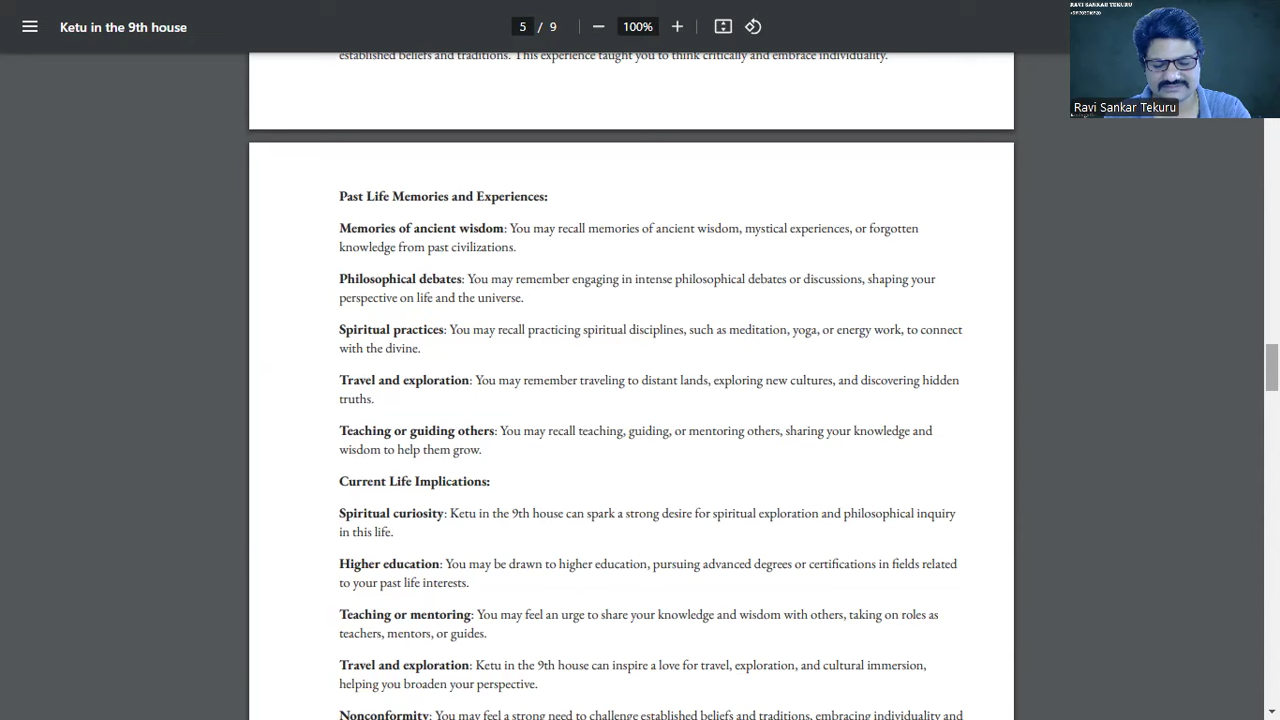 Ketu in the 9th house
5 / 9
100%
RAVI SANKAR TEKURU
Ravi Sankar Tekuru
established beliefs and traditions. This experience taught you to think critically and embrace individuality.
Past Life Memories and Experiences:
Memories of ancient wisdom: You may recall memories of ancient wisdom, mystical experiences, or forgotten
knowledge from past civilizations.
Philosophical debates: You may remember engaging in intense philosophical debates or discussions, shaping your
perspective on life and the universe.
Spiritual practices: You may recall practicing spiritual disciplines, such as meditation, yoga, or energy work, to connect
with the divine.
Travel and exploration: You may remember traveling to distant lands, exploring new cultures, and discovering hidden
truths.
Teaching or guiding others: You may recall teaching, guiding, or mentoring others, sharing your knowledge and
wisdom to help them grow.
Current Life Implications:
Spiritual curiosity: Ketu in the 9th house can spark a strong desire for spiritual exploration and philosophical inquiry
in this life.
Higher education: You may be drawn to higher education, pursuing advanced degrees or certifications in fields related
to your past life interests.
Teaching or mentoring: You may feel an urge to share your knowledge and wisdom with others, taking on roles as
teachers, mentors, or guides.
Travel and exploration: Ketu in the 9th house can inspire a love for travel, exploration, and cultural immersion,
helping you broaden your perspective.
Nonconformity: You may feel a strong need to challenge established beliefs and traditions, embracing individuality and